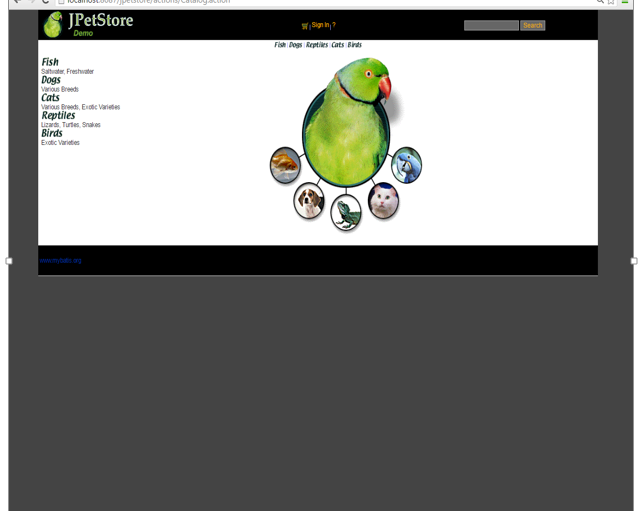 localhost:8087/jpetstore/actions/Catalog.action
JPetStore
Demo
Sign In | ?
Search
Fish | Dogs | Reptiles | Cats | Birds
Fish
Saltwater, Freshwater
Dogs
Various Breeds
Cats
Various Breeds, Exotic Varieties
Reptiles
Lizards, Turtles, Snakes
Birds
Exotic Varieties
www.mybatis.org